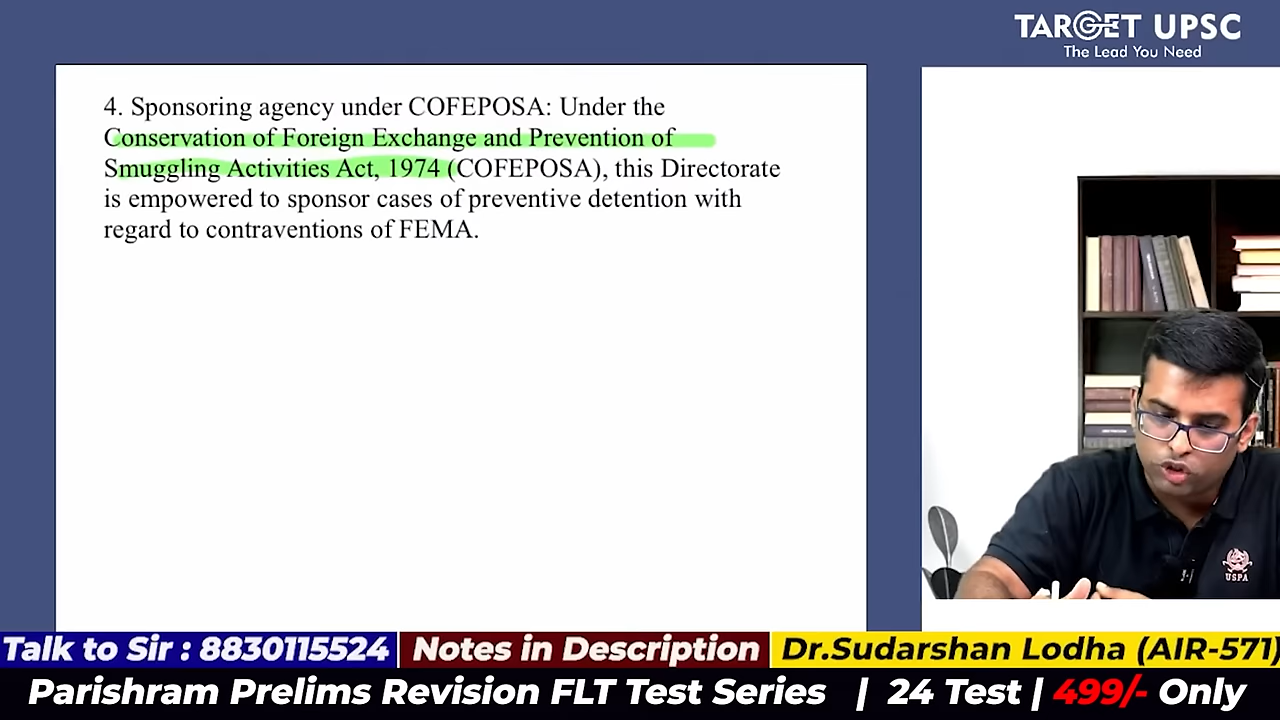 TARGET UPSC
The Lead You Need
4. Sponsoring agency under COFEPOSA: Under the
Conservation of Foreign Exchange and Prevention of
Smuggling Activities Act, 1974 (COFEPOSA), this Directorate
is empowered to sponsor cases of preventive detention with
regard to contraventions of FEMA.
USPA
Talk to Sir : 8830115524
Notes in Description
Dr.Sudarshan Lodha (AIR-571)
Parishram Prelims Revision FLT Test Series | 24 Test | 499/- Only